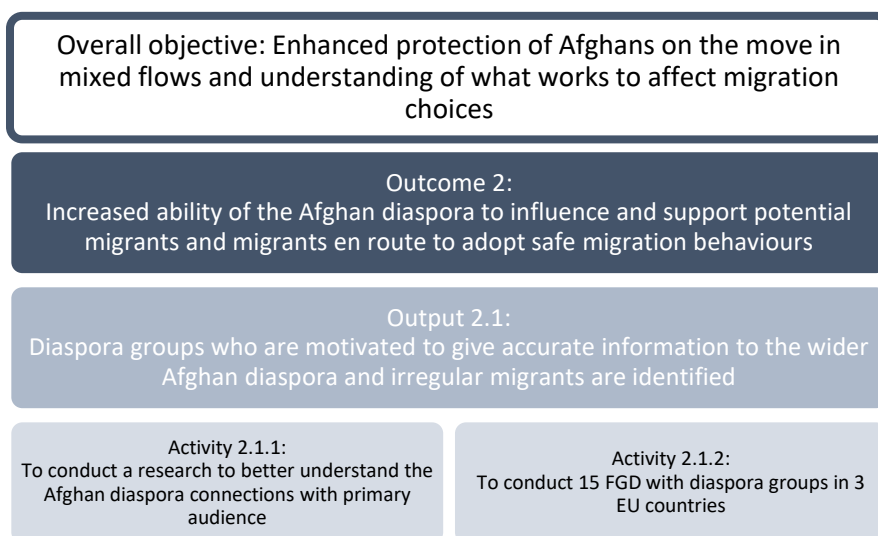 Overall objective: Enhanced protection of Afghans on the move in
mixed flows and understanding of what works to affect migration
choices
Outcome 2:
Increased ability of the Afghan diaspora to influence and support potential
migrants and migrants en route to adopt safe migration behaviours
Output 2.1:
Diaspora groups who are motivated to give accurate information to the wider
Afghan diaspora and irregular migrants are identified
Activity 2.1.1:
To conduct a research to better understand the
Afghan diaspora connections with primary
audience
Activity 2.1.2:
To conduct 15 FGD with diaspora groups in 3
EU countries